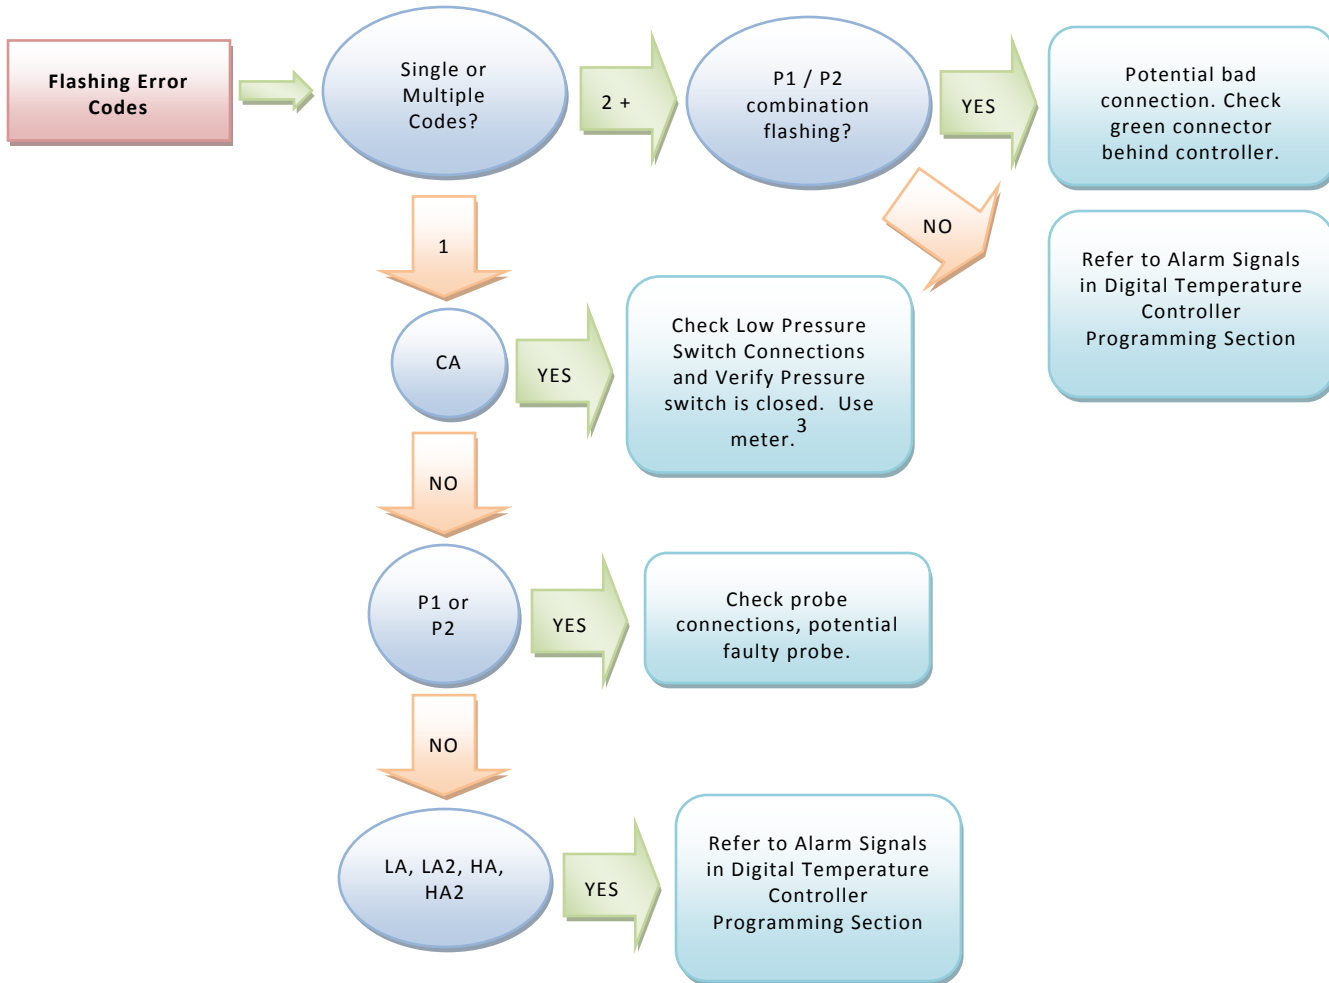 Flashing Error
Codes
Single or
Multiple
Codes?
2 +
P1 / P2
combination
flashing?
YES
Potential bad
connection. Check
green connector
behind controller.
NO
Refer to Alarm Signals
in Digital Temperature
Controller
Programming Section
1
CA
YES
Check Low Pressure
Switch Connections
and Verify Pressure
switch is closed. Use
meter.3
NO
P1 or
P2
YES
Check probe
connections, potential
faulty probe.
NO
LA, LA2, HA,
HA2
YES
Refer to Alarm Signals
in Digital Temperature
Controller
Programming Section